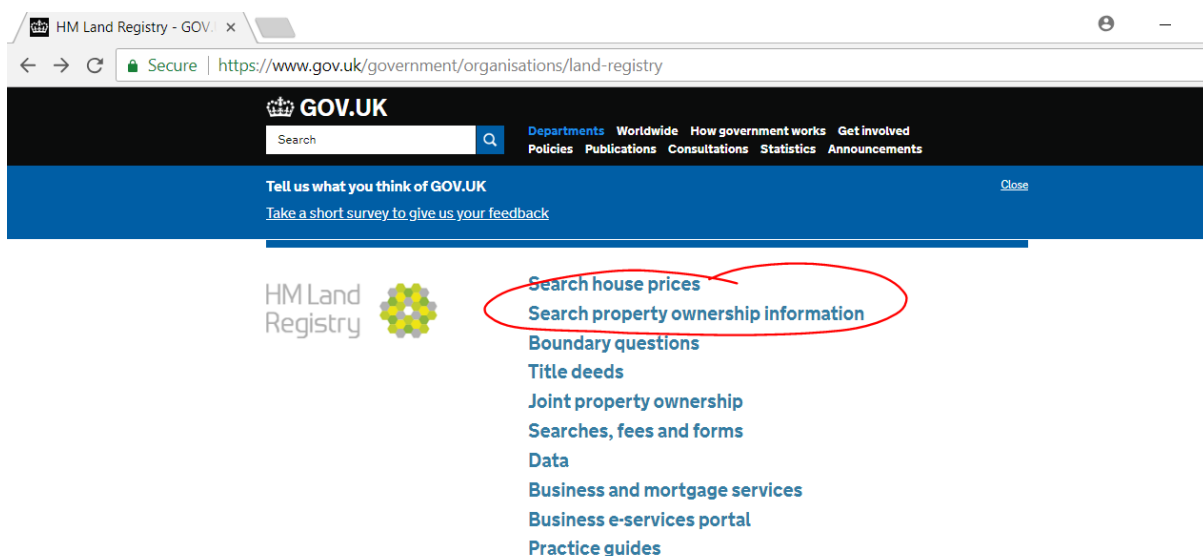 HM Land Registry - GOV.
Secure https://www.gov.uk/government/organisations/land-registry
GOV.UK
Search
Departments Worldwide How government works Get involved
Policies Publications Consultations Statistics Announcements
Tell us what you think of GOV.UK
Close
Take a short survey to give us your feedback
HM Land
Registry
Search house prices
Search property ownership information
Boundary questions
Title deeds
Joint property ownership
Searches, fees and forms
Data
Business and mortgage services
Business e-services portal
Practice guides